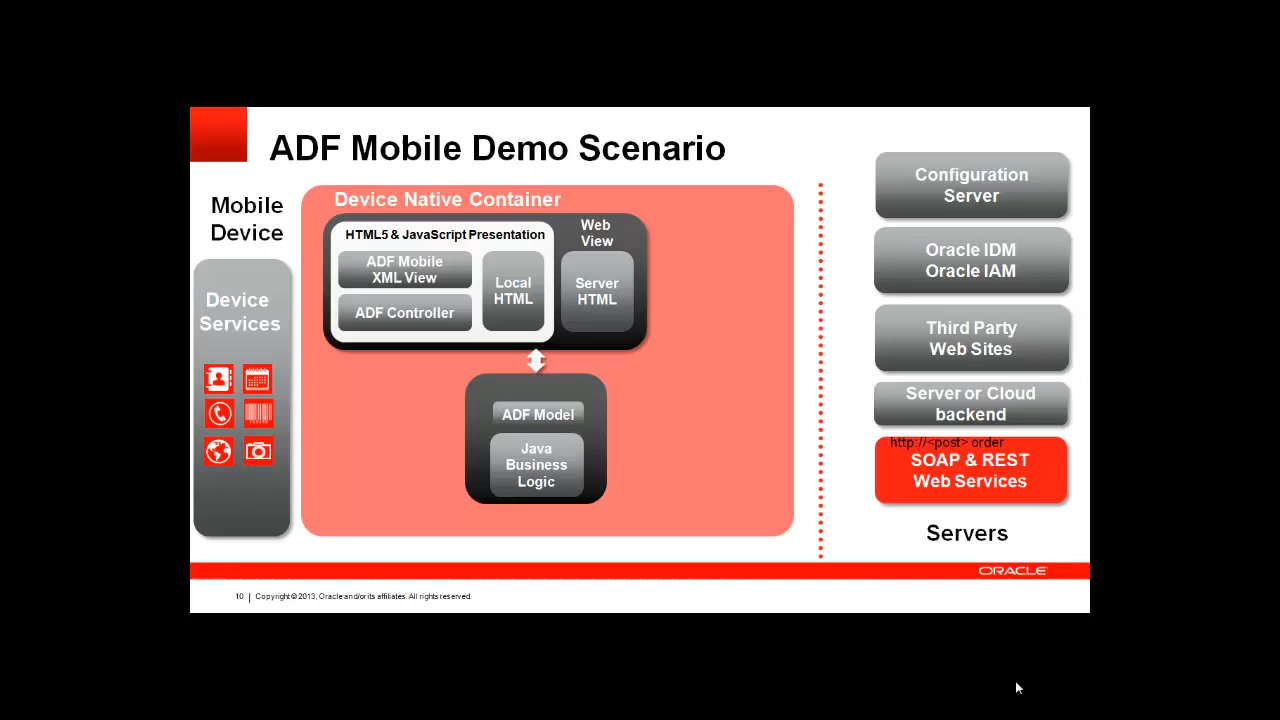 ADF Mobile Demo Scenario
Mobile
Device
Device
Services
Device Native Container
HTML5 & JavaScript Presentation
ADF Mobile
XML View
ADF Controller
Local
HTML
Web
View
Server
HTML
ADF Model
Java
Business
Logic
Configuration
Server
Oracle IDM
Oracle IAM
Third Party
Web Sites
Server or Cloud
backend
http://<post> order
SOAP & REST
Web Services
Servers
ORACLE
10 | Copyright © 2013, Oracle and/or its affiliates. All rights reserved.